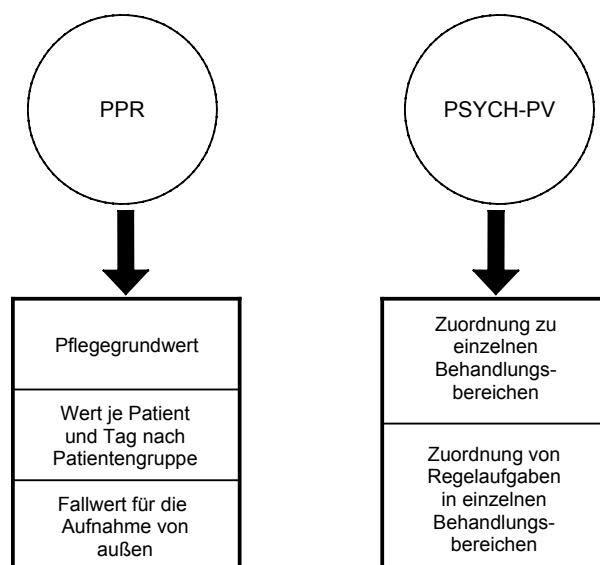 PPR
PSYCH-PV
Pflegegrundwert
Wert je Patient
und Tag nach
Patientengruppe
Fallwert für die
Aufnahme von
außen
Zuordnung zu
einzelnen
Behandlungs-
bereichen
Zuordnung von
Regelaufgaben
in einzelnen
Behandlungs-
bereichen